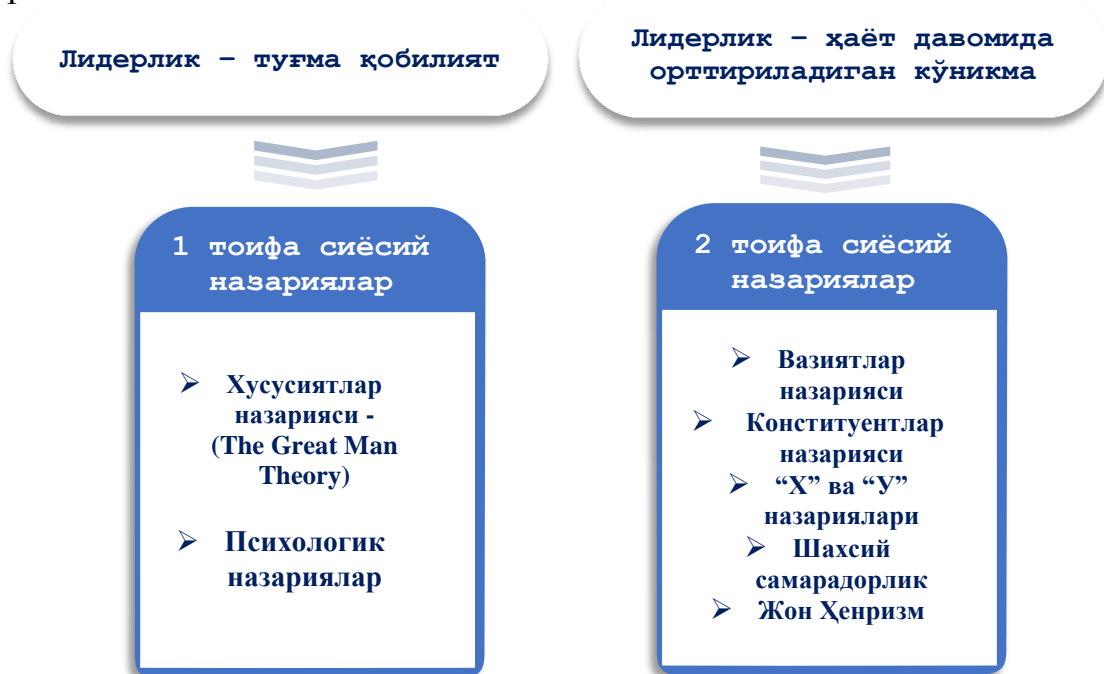 Лидерлик – туғма қобилият
Лидерлик – ҳаёт давомида
орттириладиган кўникма
1 тоифа сиёсий
назариялар
➢ Хусусиятлар
назарияси -
(The Great Man
Theory)
➢ Психологик
назариялар
2 тоифа сиёсий
назариялар
➢ Вазиятлар
назарияси
➢ Конституентлар
назарияси
➢ “Х” ва “У”
назариялари
➢ Шахсий
самарадорлик
➢ Жон Ҳенризм